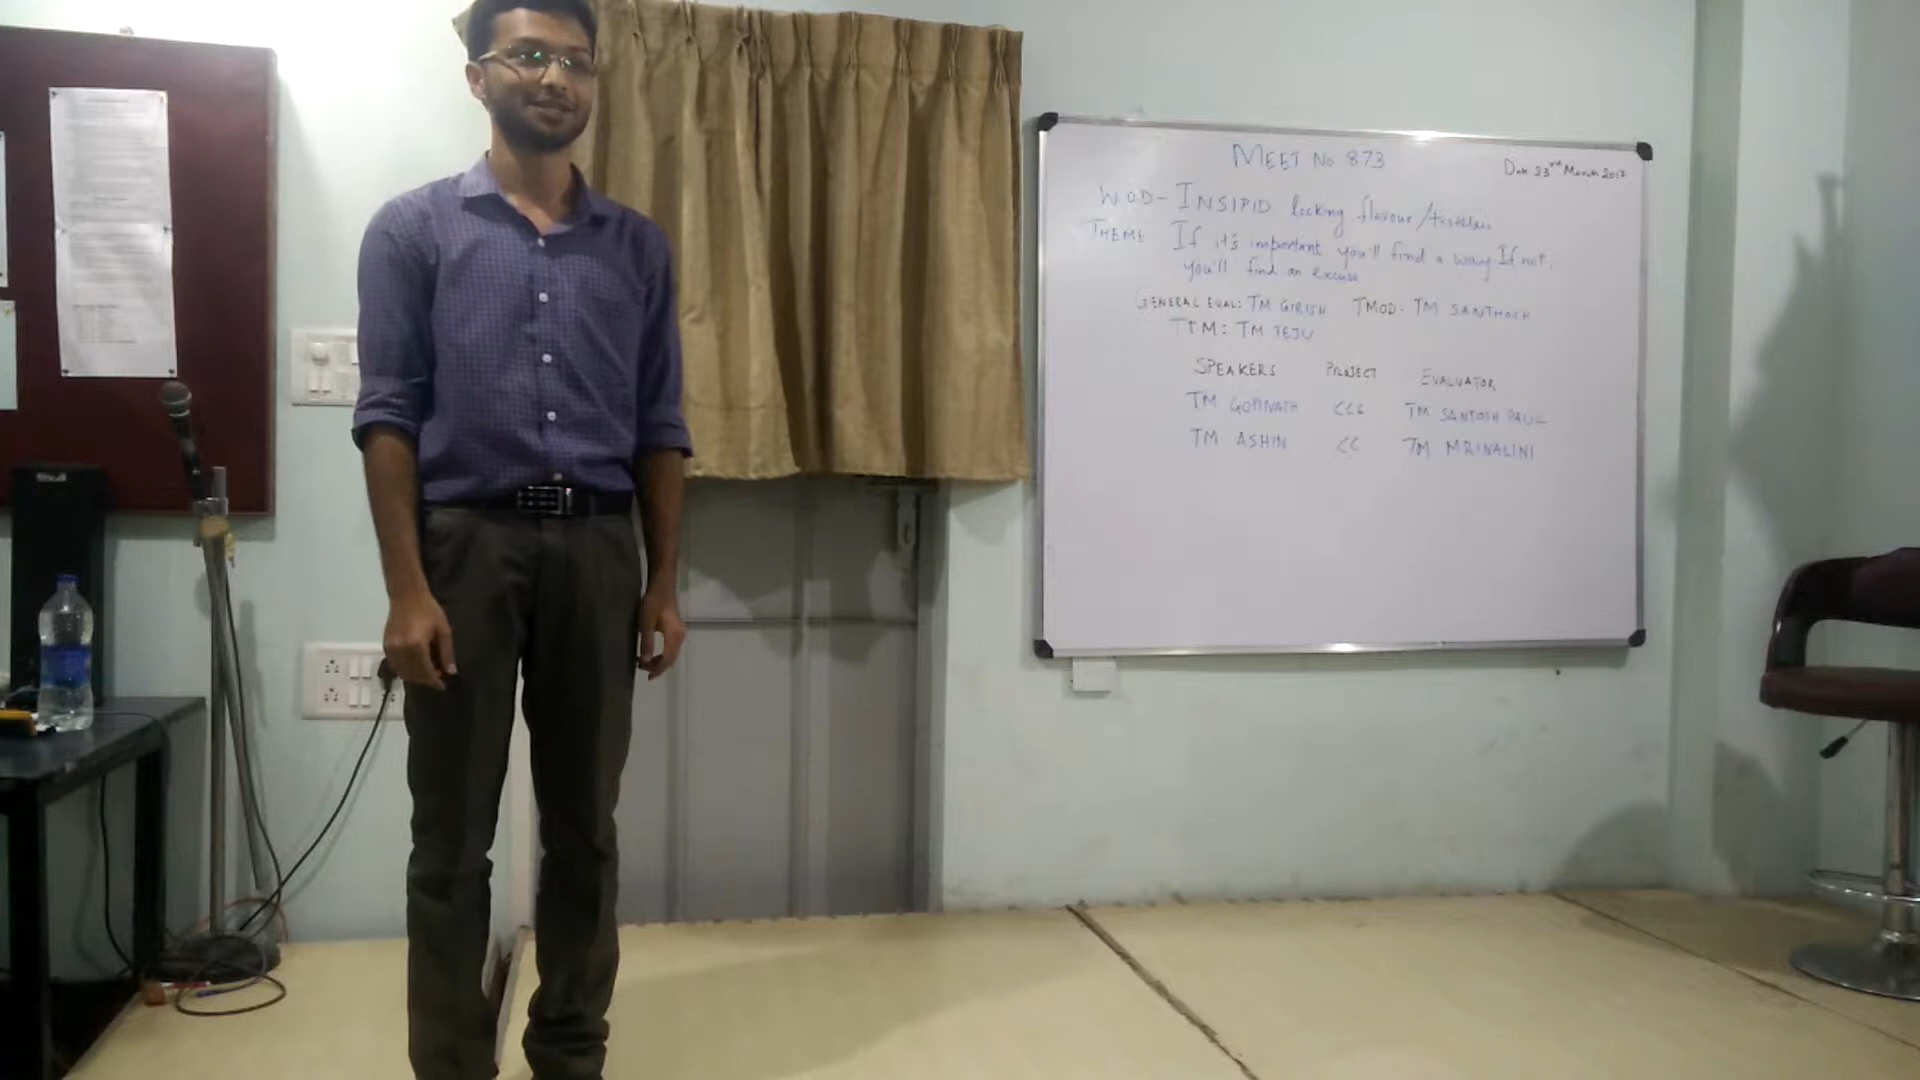 MEET No 873
Date 23rd March 2017
WOD - INSIPID lacking flavour/tasteless
THEME If it's important you'll find a way If not,
you'll find an excuse
GENERAL EVAL: TM GIRISH TMOD: TM SANTHOSH
TTM: TM TEJU
SPEAKERS PROJECT EVALUATOR
TM GOPINATH CC6 TM SANTOSH PAUL
TM ASHIN CC TM MRINALINI